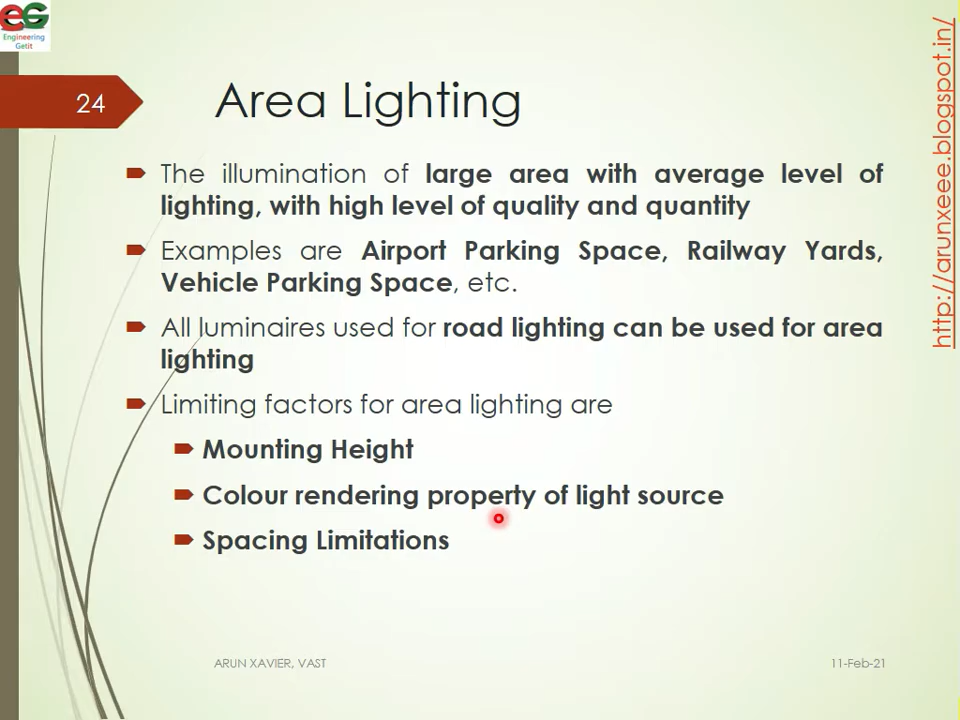 EG
Engineering
Getit
24
Area Lighting
The illumination of large area with average level of
lighting, with high level of quality and quantity
Examples are Airport Parking Space, Railway Yards,
Vehicle Parking Space, etc.
All luminaires used for road lighting can be used for area
lighting
Limiting factors for area lighting are
Mounting Height
Colour rendering property of light source
Spacing Limitations
ARUN XAVIER, VAST
11-Feb-21
http://arunxeee.blogspot.in/